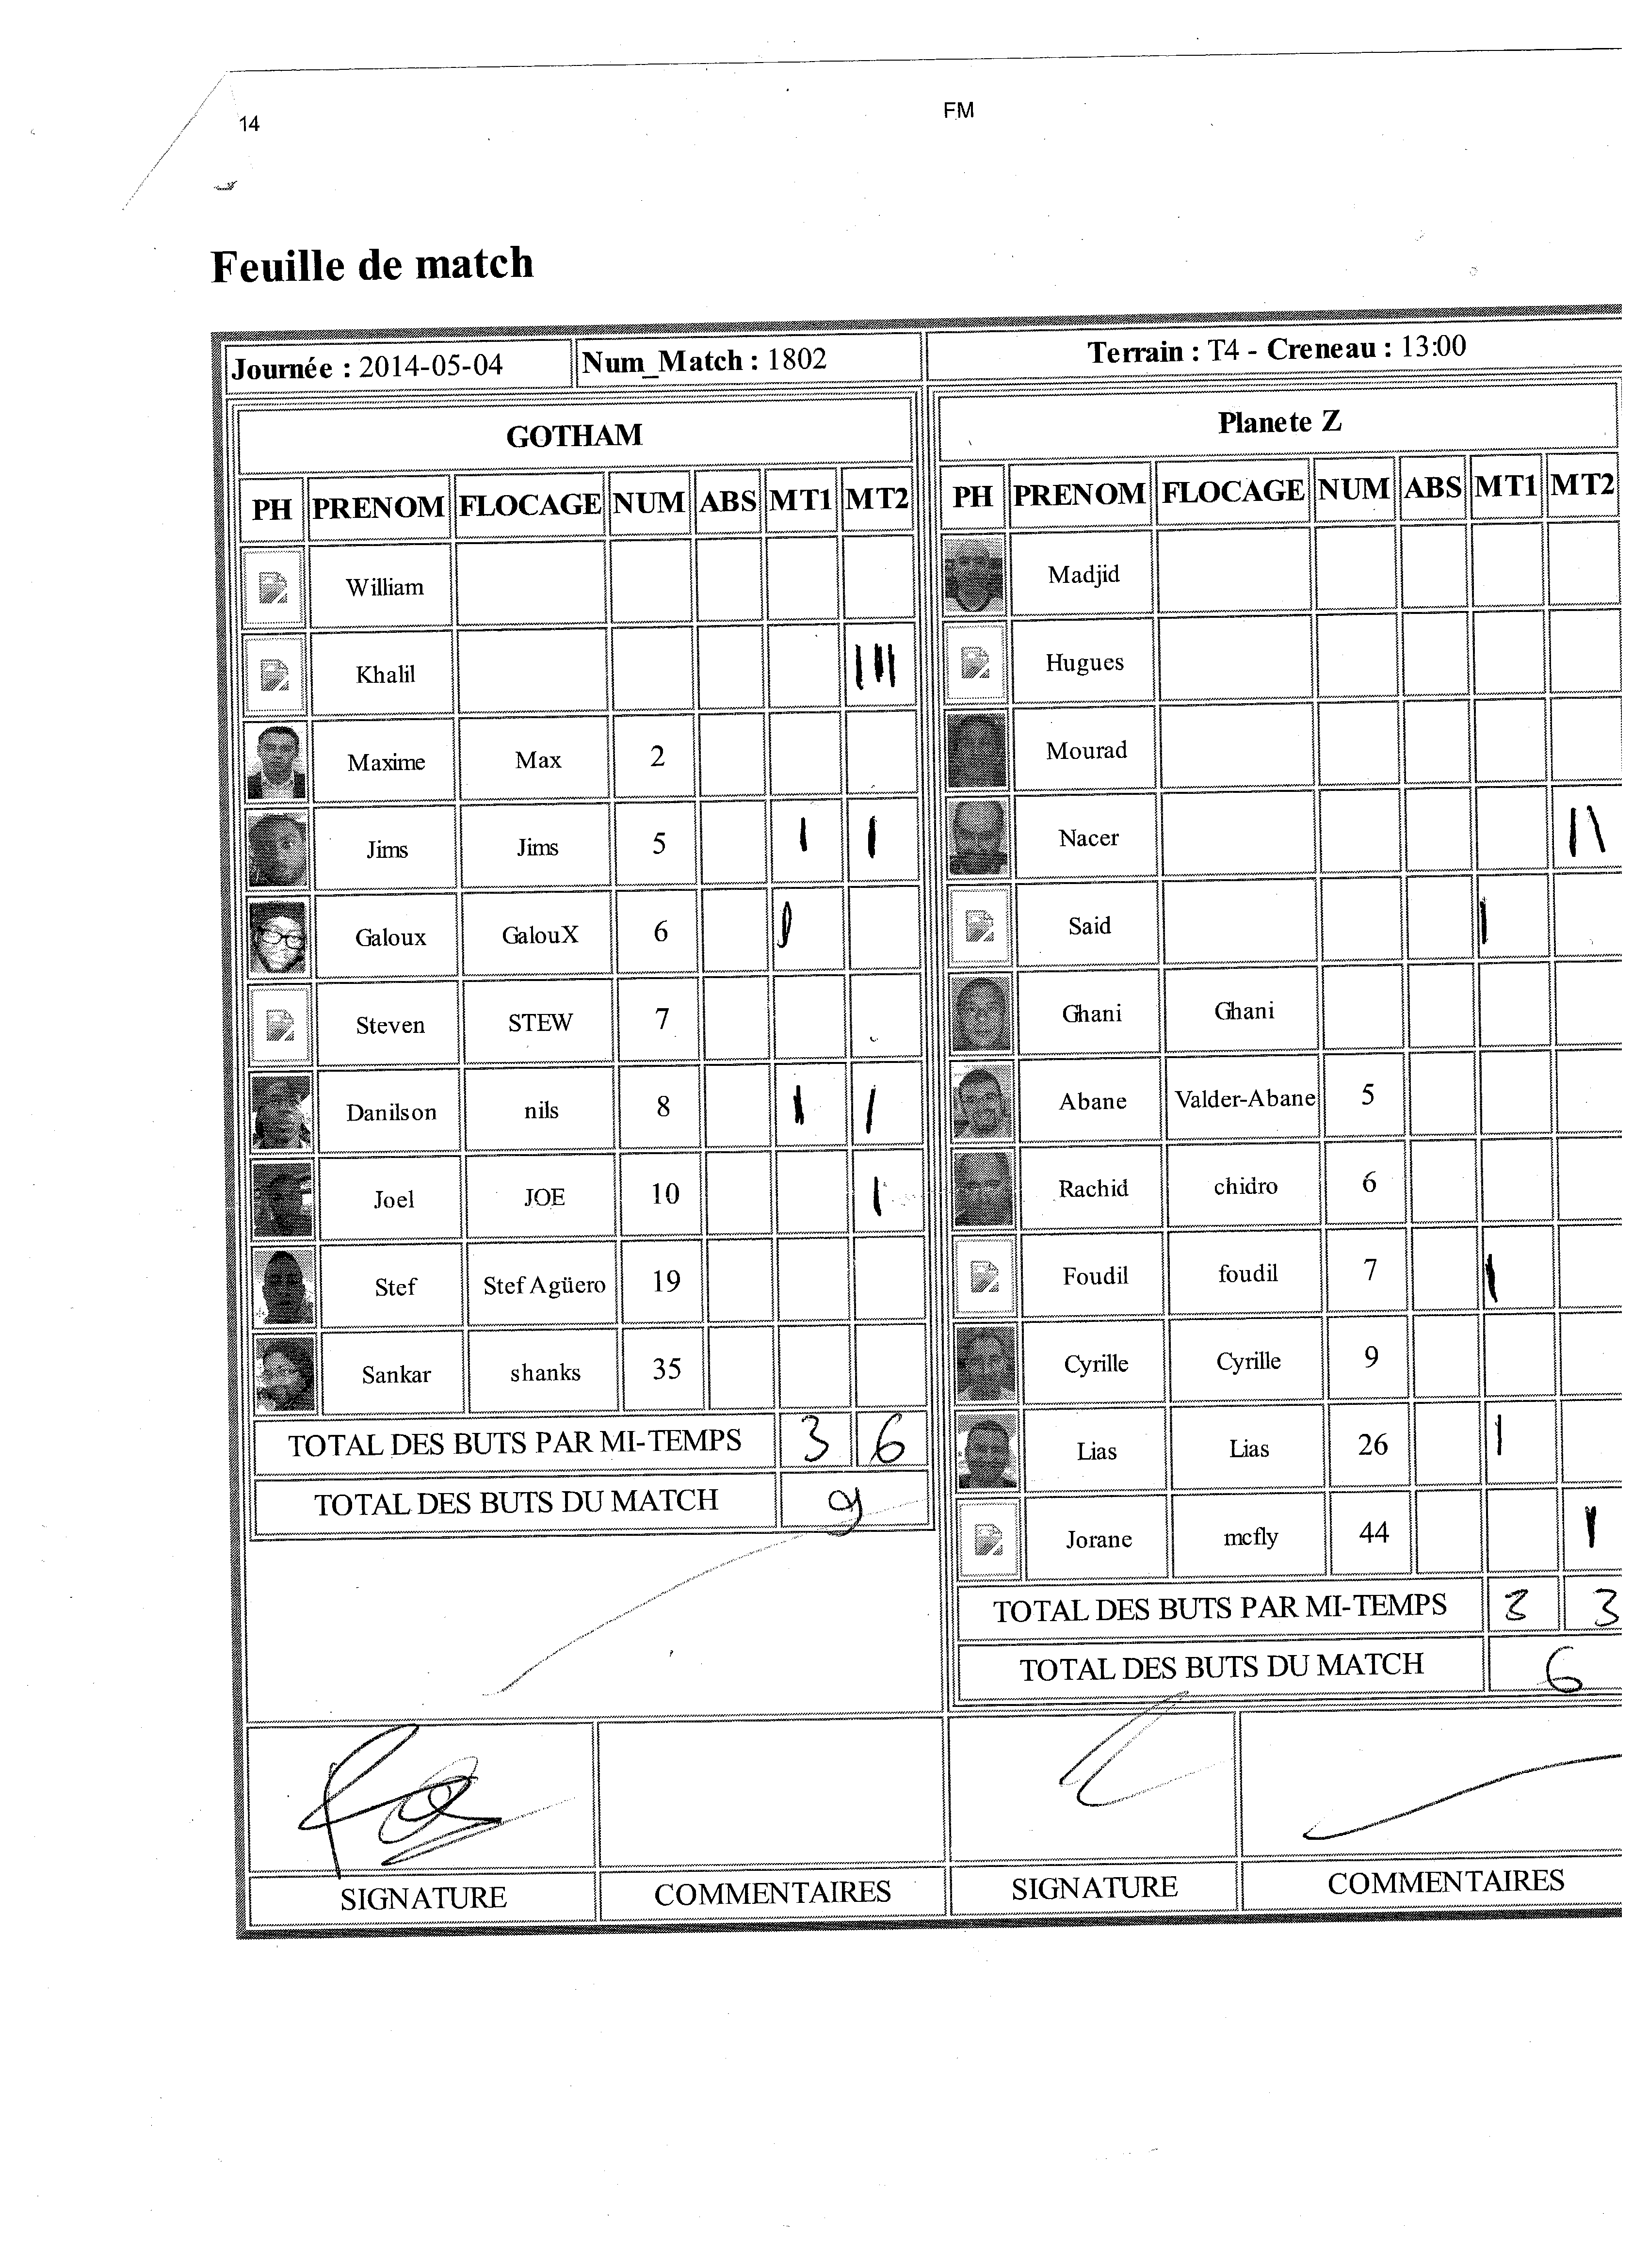 14 FM
Feuille de match
Journée : 2014-05-04 Num_Match : 1802 Terrain : T4 - Creneau : 13:00
GOTHAM
PH PRENOM FLOCAGE NUM ABS MT1 MT2
William
Khalil
Maxime Max 2
Jims Jims 5
Galoux GalouX 6
Steven STEW 7
Danilson nils 8
Joel JOE 10
Stef Stef Agüero 19
Sankar shanks 35
TOTAL DES BUTS PAR MI-TEMPS 3 6
TOTAL DES BUTS DU MATCH 9
SIGNATURE COMMENTAIRES
Planete Z
PH PRENOM FLOCAGE NUM ABS MT1 MT2
Madjid
Hugues
Mourad
Nacer
Said
Ghani Ghani
Abane Valder-Abane 5
Rachid chidro 6
Foudil foudil 7
Cyrille Cyrille 9
Lias Lias 26
Jorane mcfly 44
TOTAL DES BUTS PAR MI-TEMPS 3 3
TOTAL DES BUTS DU MATCH 6
SIGNATURE COMMENTAIRES